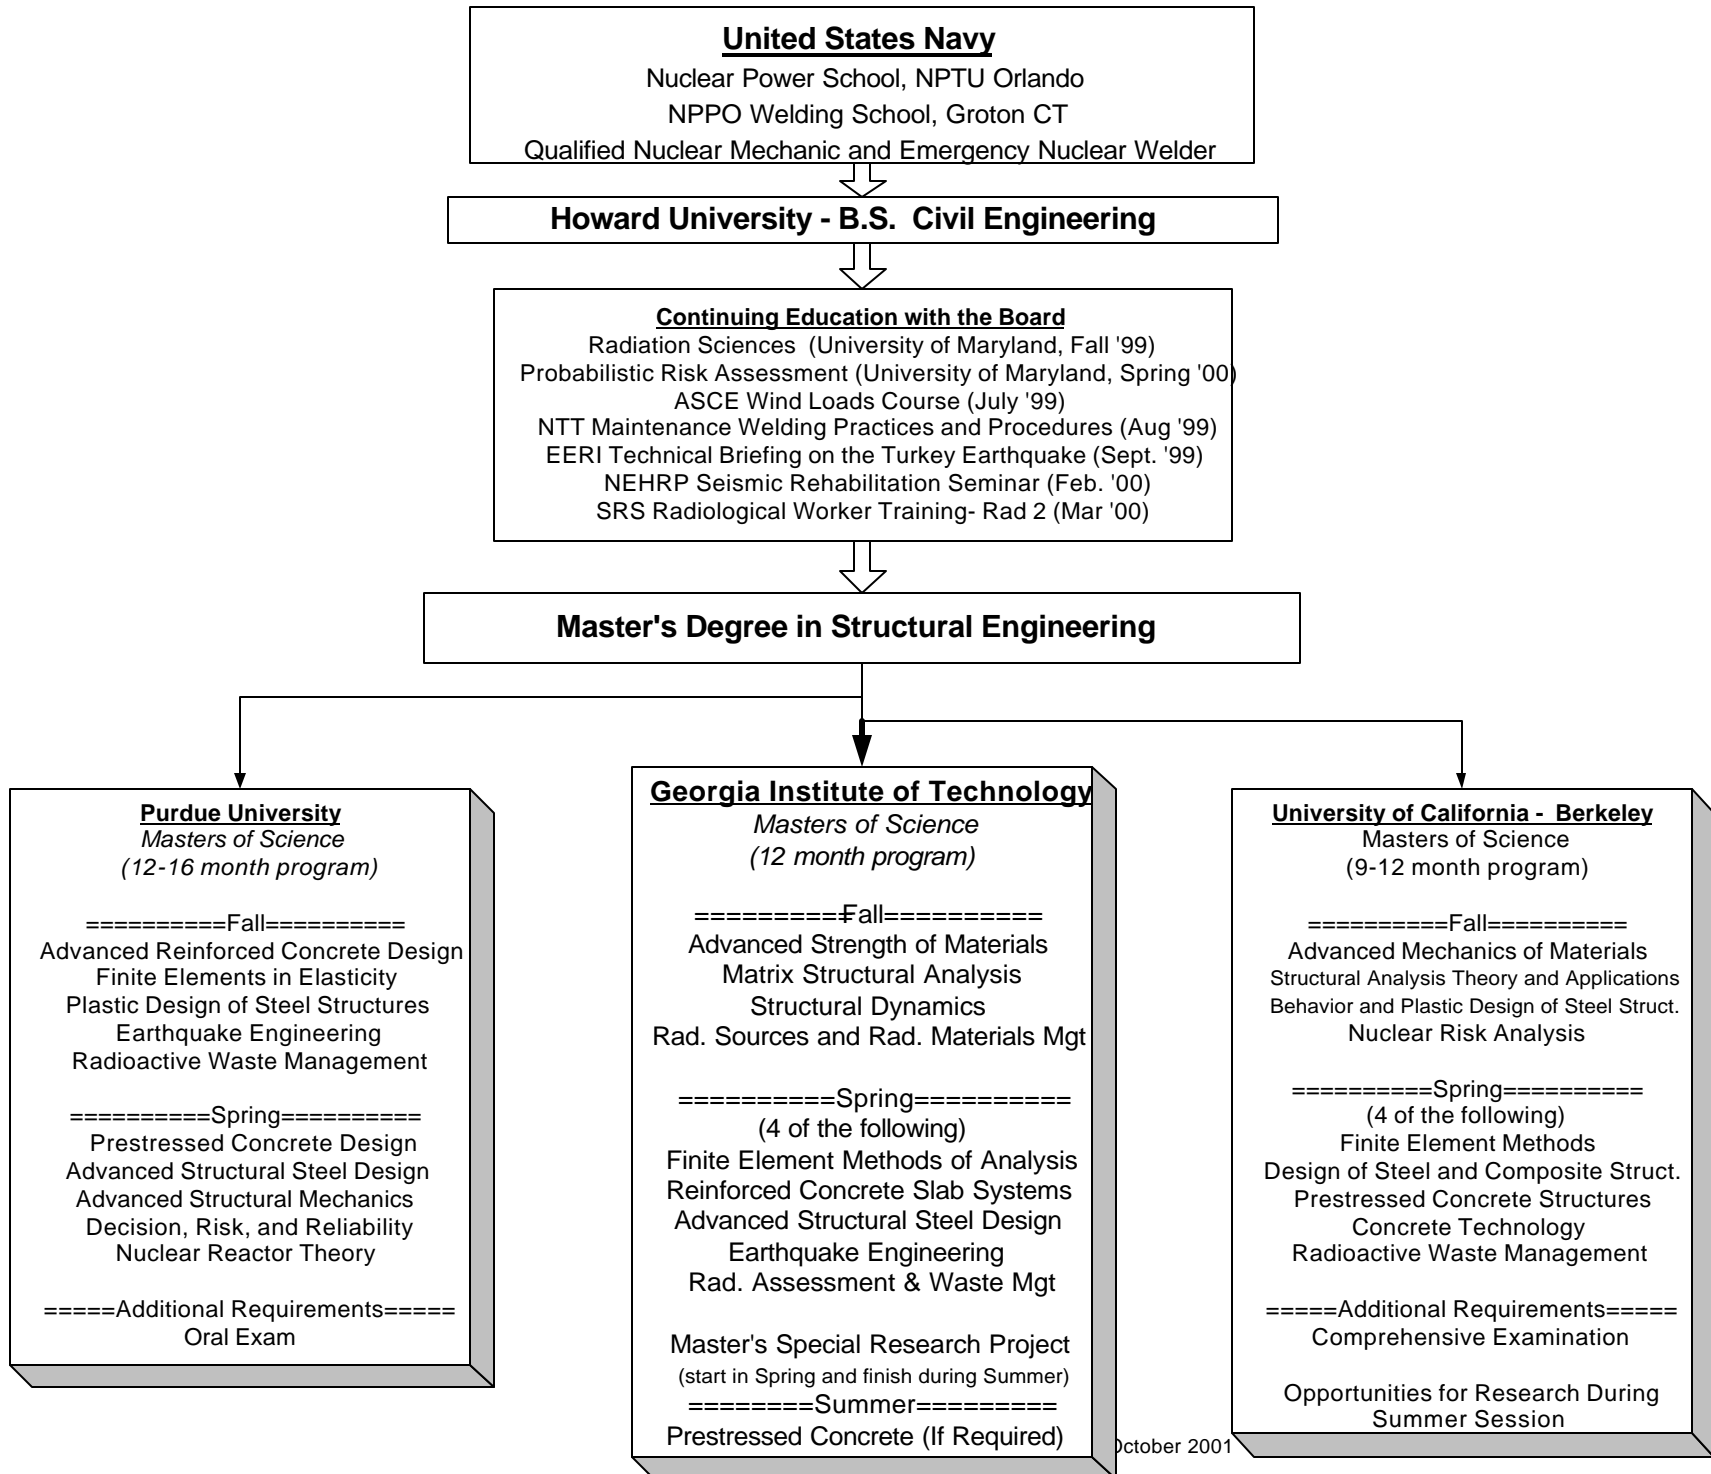 United States Navy
Nuclear Power School, NPTU Orlando
NPPO Welding School, Groton CT
Qualified Nuclear Mechanic and Emergency Nuclear Welder
Howard University - B.S. Civil Engineering
Continuing Education with the Board
Radiation Sciences (University of Maryland, Fall '99)
Probabilistic Risk Assessment (University of Maryland, Spring '00)
ASCE Wind Loads Course (July '99)
NTT Maintenance Welding Practices and Procedures (Aug '99)
EERI Technical Briefing on the Turkey Earthquake (Sept. '99)
NEHRP Seismic Rehabilitation Seminar (Feb. '00)
SRS Radiological Worker Training- Rad 2 (Mar '00)
Master's Degree in Structural Engineering
Purdue University
Masters of Science
(12-16 month program)
==========Fall==========
Advanced Reinforced Concrete Design
Finite Elements in Elasticity
Plastic Design of Steel Structures
Earthquake Engineering
Radioactive Waste Management
==========Spring==========
Prestressed Concrete Design
Advanced Structural Steel Design
Advanced Structural Mechanics
Decision, Risk, and Reliability
Nuclear Reactor Theory
=====Additional Requirements=====
Oral Exam
Georgia Institute of Technology
Masters of Science
(12 month program)
==========Fall==========
Advanced Strength of Materials
Matrix Structural Analysis
Structural Dynamics
Rad. Sources and Rad. Materials Mgt
==========Spring==========
(4 of the following)
Finite Element Methods of Analysis
Reinforced Concrete Slab Systems
Advanced Structural Steel Design
Earthquake Engineering
Rad. Assessment & Waste Mgt
Master's Special Research Project
(start in Spring and finish during Summer)
========Summer=========
Prestressed Concrete (If Required)
University of California - Berkeley
Masters of Science
(9-12 month program)
==========Fall==========
Advanced Mechanics of Materials
Structural Analysis Theory and Applications
Behavior and Plastic Design of Steel Struct.
Nuclear Risk Analysis
==========Spring==========
(4 of the following)
Finite Element Methods
Design of Steel and Composite Struct.
Prestressed Concrete Structures
Concrete Technology
Radioactive Waste Management
=====Additional Requirements=====
Comprehensive Examination
Opportunities for Research During
Summer Session
October 2001